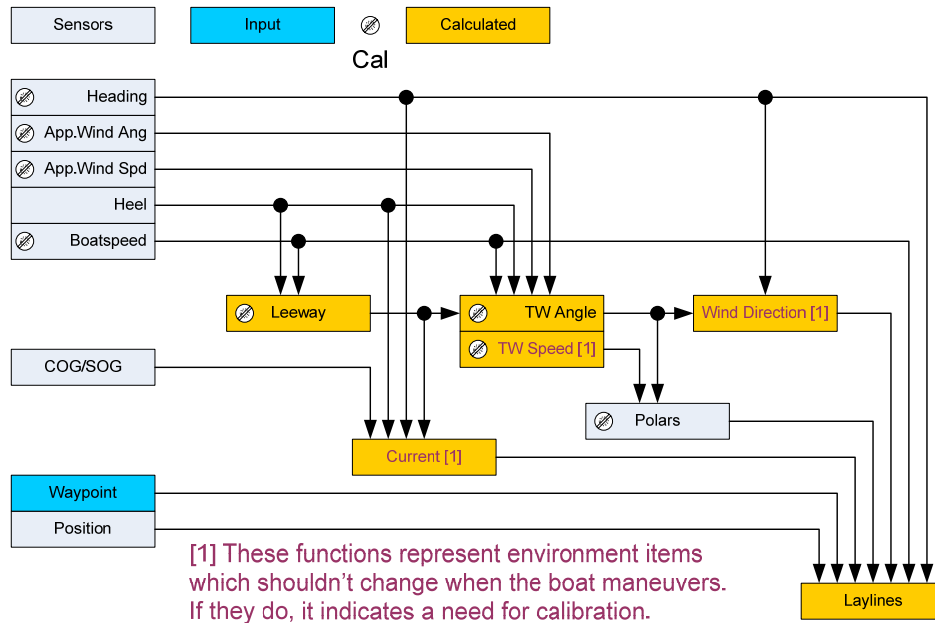 Sensors
Input
Cal
Calculated
Heading
App.Wind Ang
App.Wind Spd
Heel
Boatspeed
Leeway
TW Angle
Wind Direction [1]
TW Speed [1]
COG/SOG
Polars
Current [1]
Waypoint
Position
[1] These functions represent environment items
which shouldn't change when the boat maneuvers.
If they do, it indicates a need for calibration.
Laylines